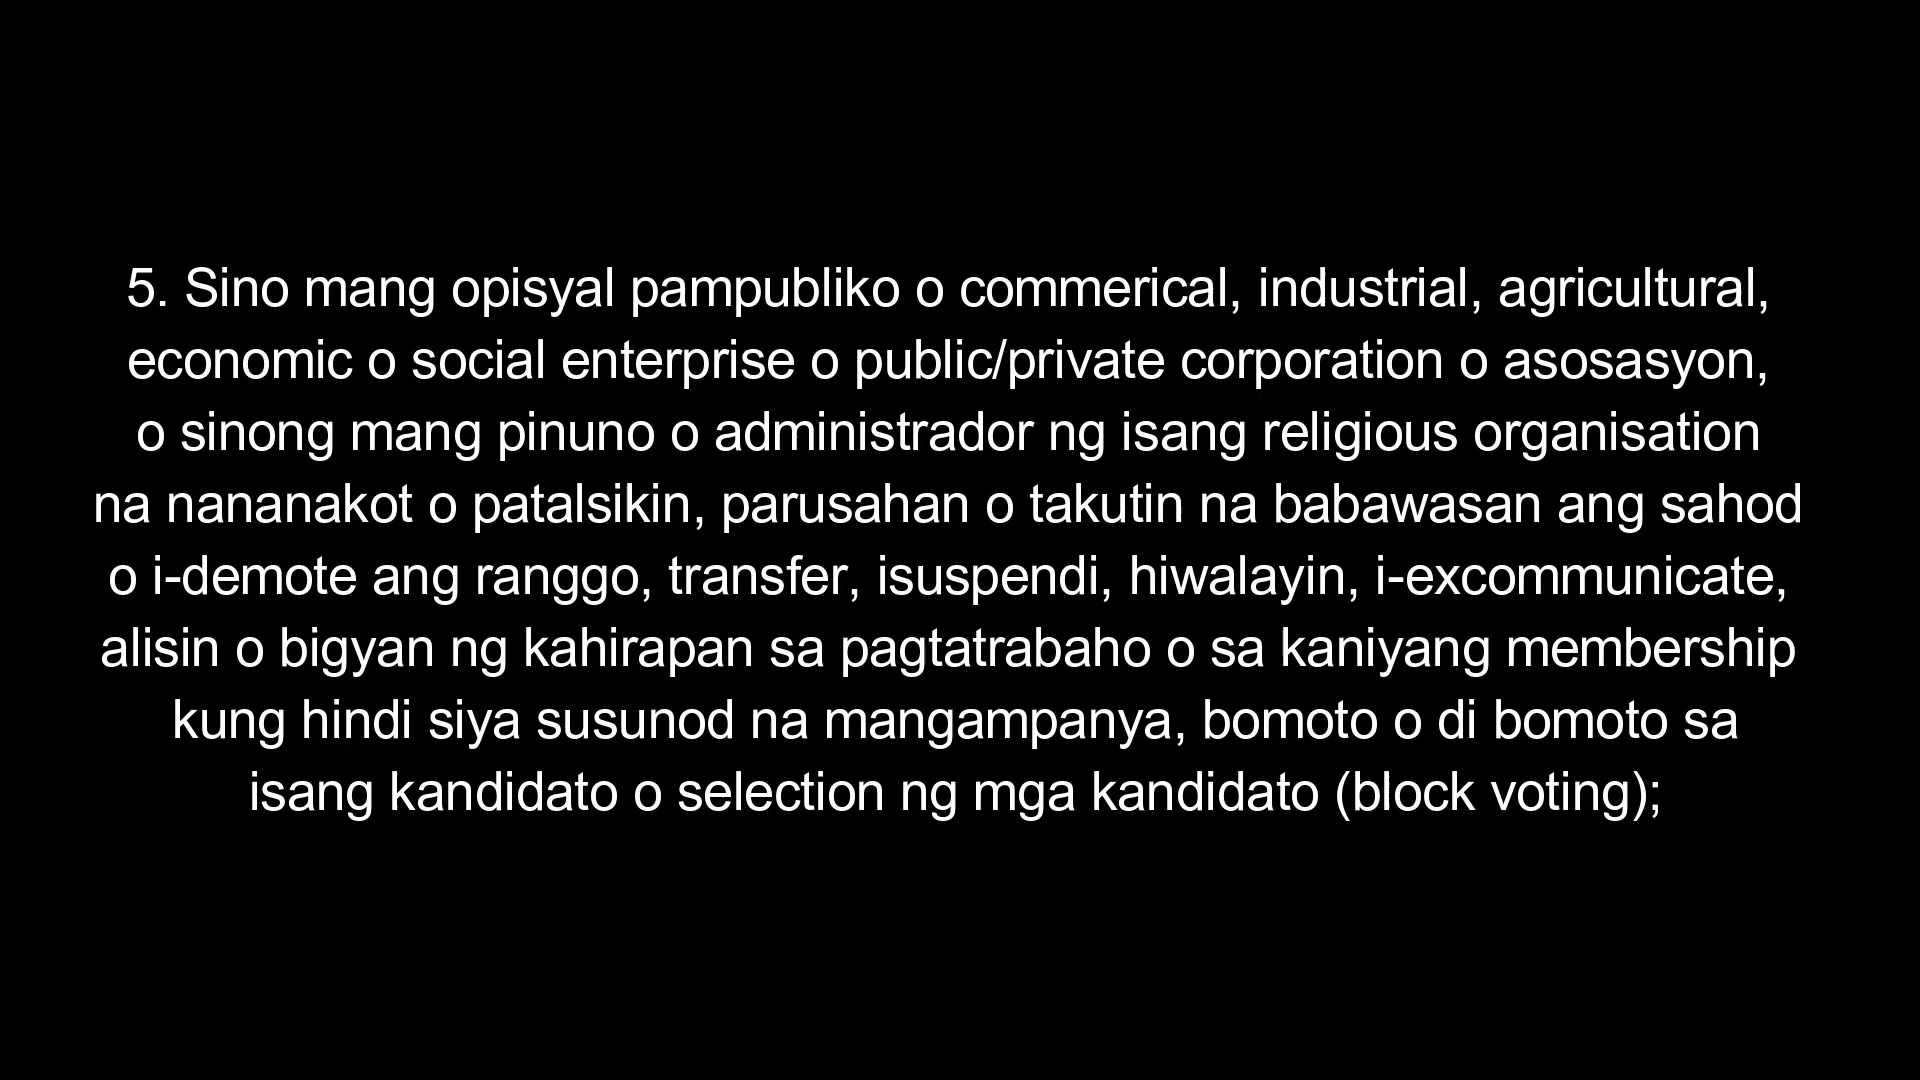 5. Sino mang opisyal pampubliko o commerical, industrial, agricultural,
economic o social enterprise o public/private corporation o asosasyon,
o sinong mang pinuno o administrador ng isang religious organisation
na nananakot o patalsikin, parusahan o takutin na babawasan ang sahod
o i-demote ang ranggo, transfer, isuspendi, hiwalayin, i-excommunicate,
alisin o bigyan ng kahirapan sa pagtatrabaho o sa kaniyang membership
kung hindi siya susunod na mangampanya, bomoto o di bomoto sa
isang kandidato o selection ng mga kandidato (block voting);